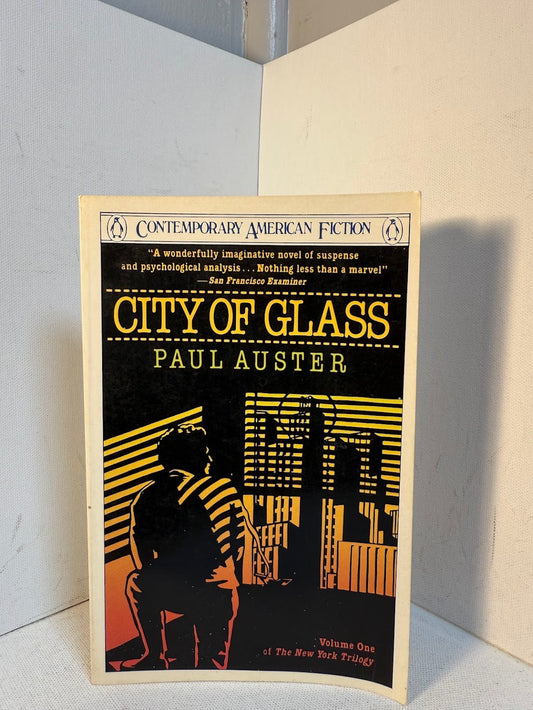 CONTEMPORARY AMERICAN FICTION
"A wonderfully imaginative novel of suspense
and psychological analysis . . . Nothing less than a marvel"
—San Francisco Examiner
CITY OF GLASS
PAUL AUSTER
Volume One
of The New York Trilogy